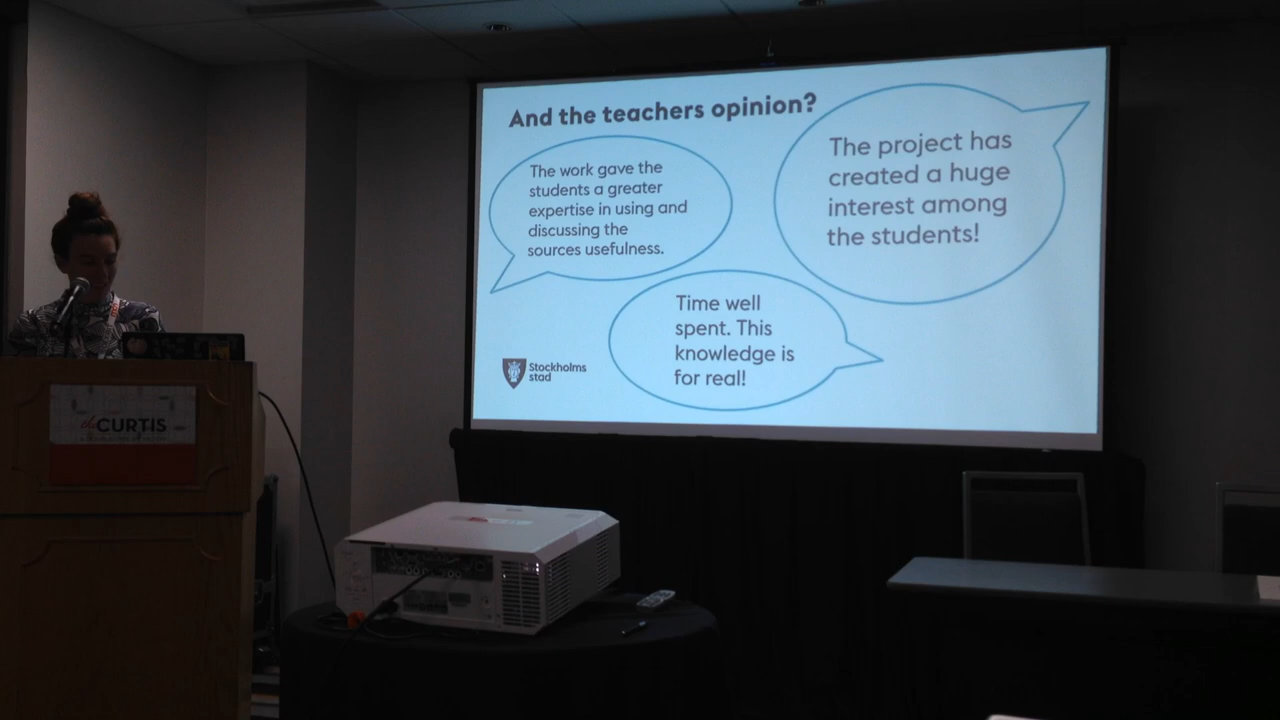 And the teachers opinion?
The work gave the
students a greater
expertise in using and
discussing the
sources usefulness.
The project has
created a huge
interest among
the students!
Time well
spent. This
knowledge is
for real!
Stockholms
stad
the CURTIS